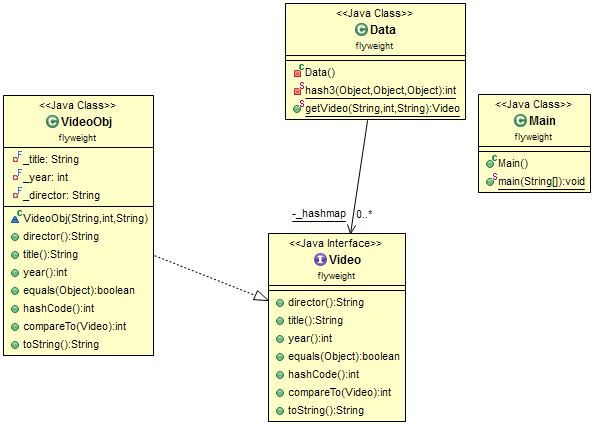 <<Java Class>>
Data
flyweight
Data()
hash3(Object,Object,Object):int
getVideo(String,int,String):Video
<<Java Class>>
VideoObj
flyweight
_title: String
_year: int
_director: String
VideoObj(String,int,String)
director():String
title():String
year():int
equals(Object):boolean
hashCode():int
compareTo(Video):int
toString():String
<<Java Class>>
Main
flyweight
Main()
main(String[]):void
-_hashmap
0..*
<<Java Interface>>
Video
flyweight
director():String
title():String
year():int
equals(Object):boolean
hashCode():int
compareTo(Video):int
toString():String